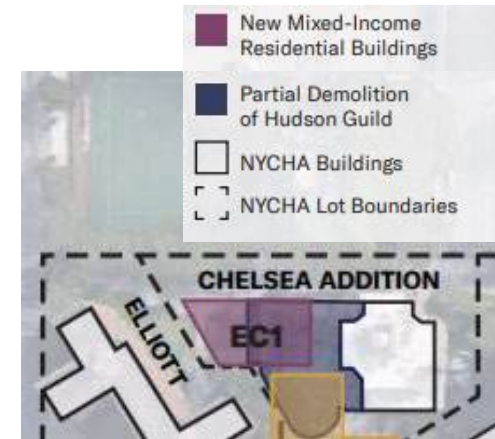 New Mixed-Income
Residential Buildings
Partial Demolition
of Hudson Guild
NYCHA Buildings
NYCHA Lot Boundaries
CHELSEA ADDITION
ELLIOTT
EC1